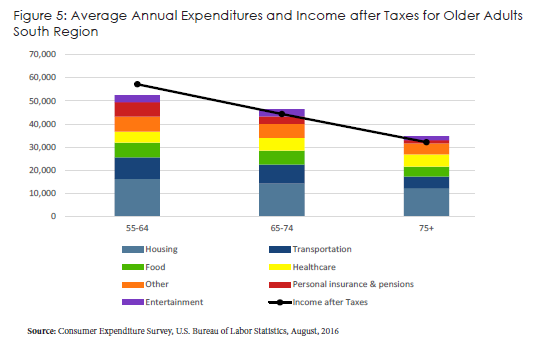 Figure 5: Average Annual Expenditures and Income after Taxes for Older Adults
South Region
70,000
60,000
50,000
40,000
30,000
20,000
10,000
0
55-64 65-74 75+
Housing Transportation
Food Healthcare
Other Personal insurance & pensions
Entertainment Income after Taxes
Source: Consumer Expenditure Survey, U.S. Bureau of Labor Statistics, August, 2016